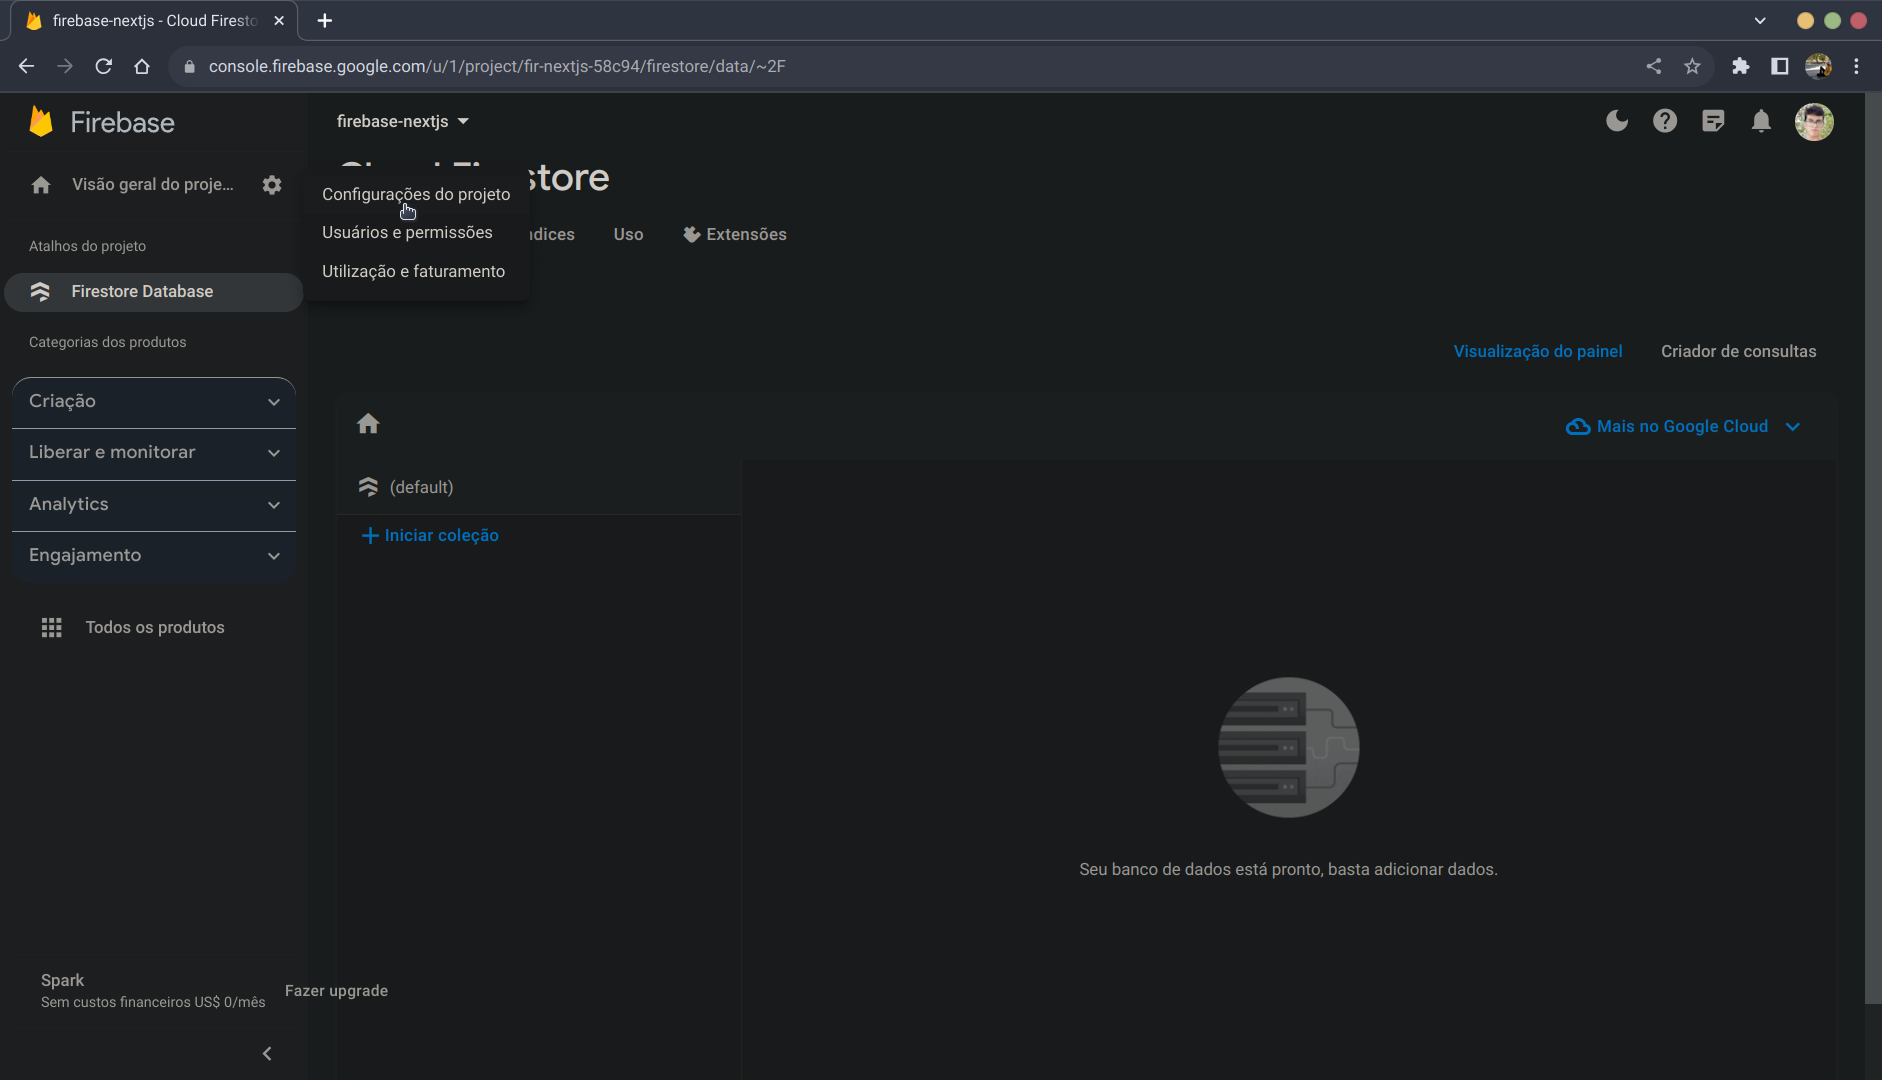 firebase-nextjs - Cloud Firesto
console.firebase.google.com/u/1/project/fir-nextjs-58c94/firestore/data/~2F
Firebase
firebase-nextjs
Visão geral do proje...
Configurações do projeto
Usuários e permissões
Utilização e faturamento
Uso
Extensões
Atalhos do projeto
Firestore Database
Categorias dos produtos
Criação
Liberar e monitorar
Analytics
Engajamento
Todos os produtos
Visualização do painel
Criador de consultas
Mais no Google Cloud
(default)
Iniciar coleção
Seu banco de dados está pronto, basta adicionar dados.
Spark
Sem custos financeiros US$ 0/mês
Fazer upgrade